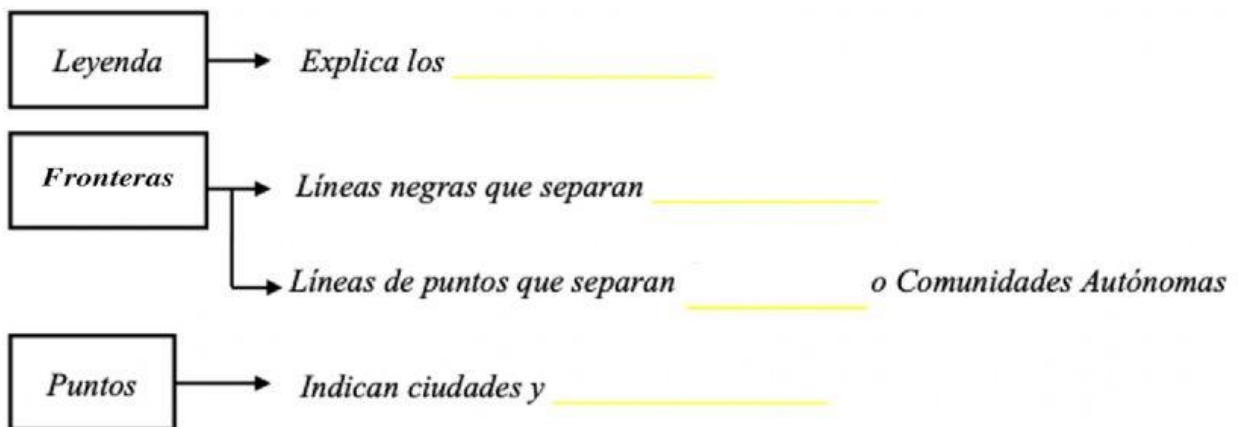 Leyenda Explica los
Fronteras Líneas negras que separan
Líneas de puntos que separan o Comunidades Autónomas
Puntos Indican ciudades y